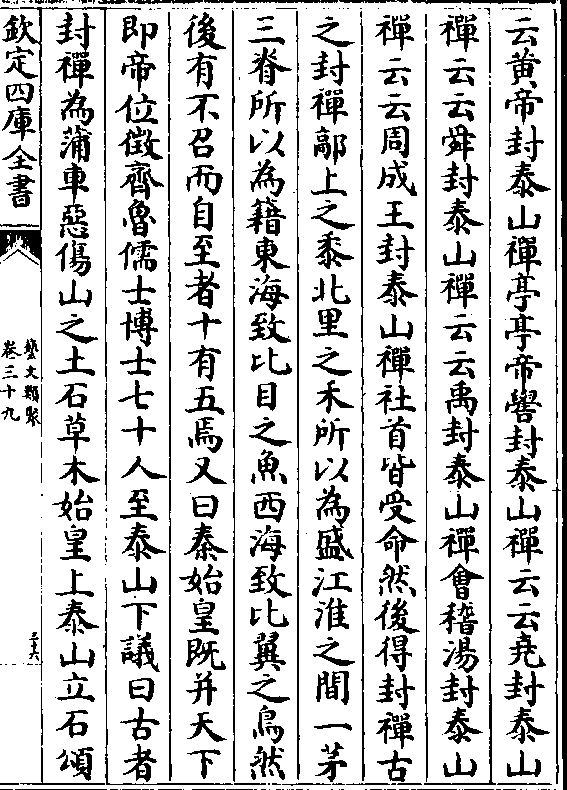 云黄帝封泰山禪亭亭帝嚳封泰山禪云云堯封泰山
禪云云舜封泰山禪云云禹封泰山禪會稽湯封泰山
禪云云周成王封泰山禪社首皆受命然後得封禪古
之封禪鄗上之黍北里之禾所以為盛江淮之間一茅
三脊所以為籍東海致比目之魚西海致比翼之鳥然
後有不召而自至者十有五焉又曰秦始皇既并天下
即帝位徵齊魯儒士博士七十人至泰山下議曰古者
封禪為蒲車惡傷山之土石草木始皇上泰山立石頌
欽定四庫全書
藝文類聚
卷三十九
三六